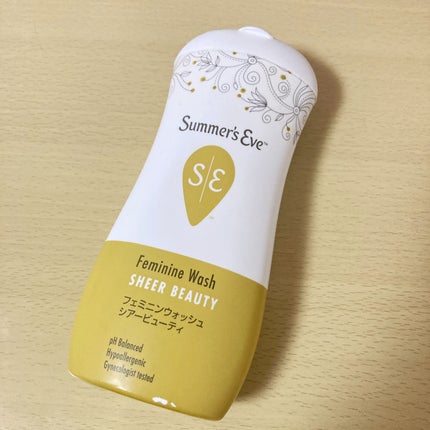 Summer's Eve™
S|E
Feminine Wash
SHEER BEAUTY
フェミニンウォッシュ
シアービューティ
pH Balanced
Hypoallergenic
Gynecologist tested